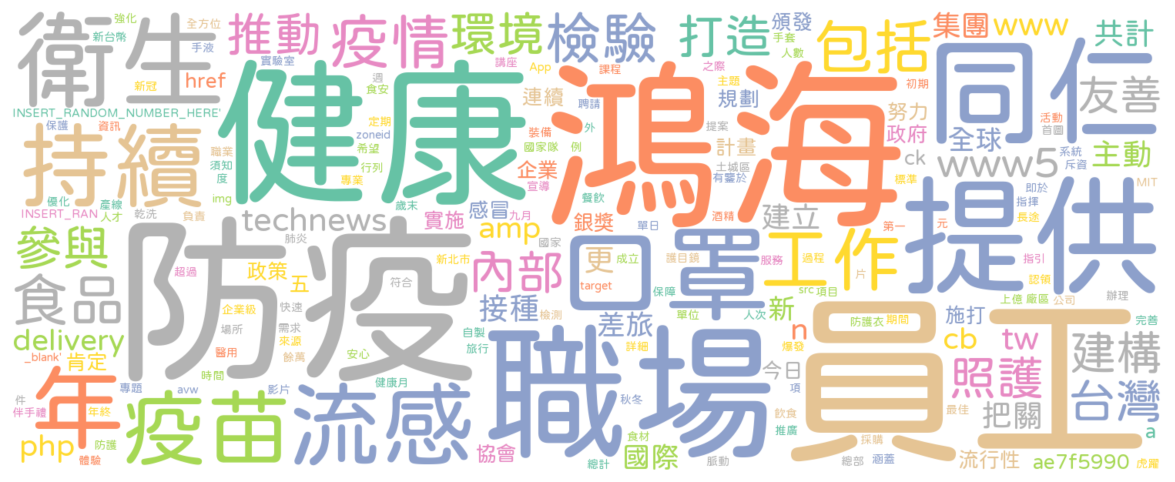 衛生
健康
鴻海
同仁
持續
防疫
口罩
提供
職場
員工
疫苗
流感
年
食品
參與
工作
包括
疫情
推動
環境
檢驗
打造
集團
www
共計
友善
www5
主動
全球
政府
努力
ck
頒發
手套
人數
規劃
計畫
提案
土城區
有鑒於
建立
酒精
標準
初期
活動
首圖
系統
斥資
MIT
即於
指揮
長途
指引
認領
第一
元
辦理
上億
廠區
公司
完善
建構
台灣
a
虎躍
ae7f5990
流行性
把關
照護
最佳
tw
cb
施打
防護衣
期間
n
爆發
新
今日
項
飲食
推廣
採購
總部
涵蓋
脈動
國際
食材
總計
秋冬
差旅
詳細
單位
人次
src
項目
保障
target
更
成立
護目鏡
服務
過程
片
單日
銀獎
內部
接種
amp
感冒
九月
國家
新北市
實施
technews
歲末
政策
五
肺炎
符合
超過
企業級
快速
場所
需求
來源
醫用
餘萬
時間
安心
檢測
自製
旅行
健康月
影片
avw
專題
協會
delivery
肯定
_blank'
php
防護
體驗
年終
件
伴手禮
INSERT_RAN
人才
優化
產線
img
乾洗
負責
職業
須知
度
資訊
保護
INSERT_RANDOM_NUMBER_HERE'
新冠
href
手液
新台幣
強化
全方位
實驗室
講座
App
課程
之際
主題
週
食安
定期
zoneid
希望
行列
專業
宣導
企業
國家隊
例
裝備
外
連續
聘請
餐飲